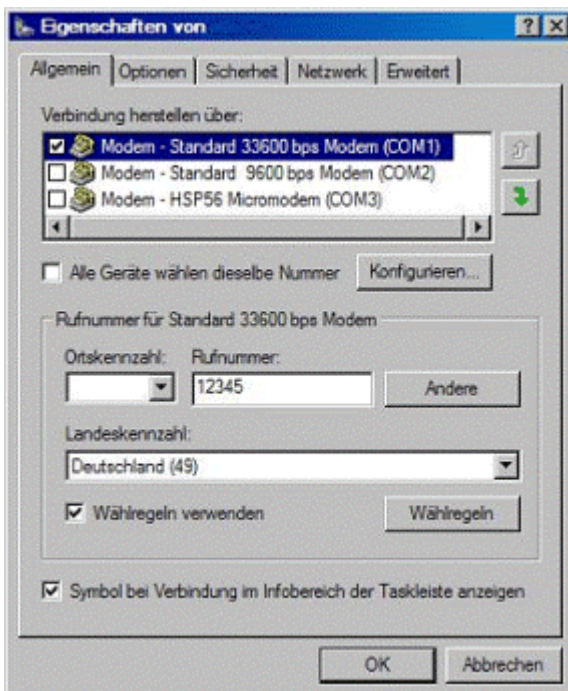 Eigenschaften von
Allgemein Optionen Sicherheit Netzwerk Erweitert
Verbindung herstellen über:
Modem - Standard 33600 bps Modem (COM1)
Modem - Standard 9600 bps Modem (COM2)
Modem - HSP56 Micromodem (COM3)
Alle Geräte wählen dieselbe Nummer Konfigurieren...
Rufnummer für Standard 33600 bps Modem
Ortskennzahl: Rufnummer:
12345 Andere
Landeskennzahl:
Deutschland (49)
Wählregeln verwenden Wählregeln
Symbol bei Verbindung im Infobereich der Taskleiste anzeigen
OK Abbrechen